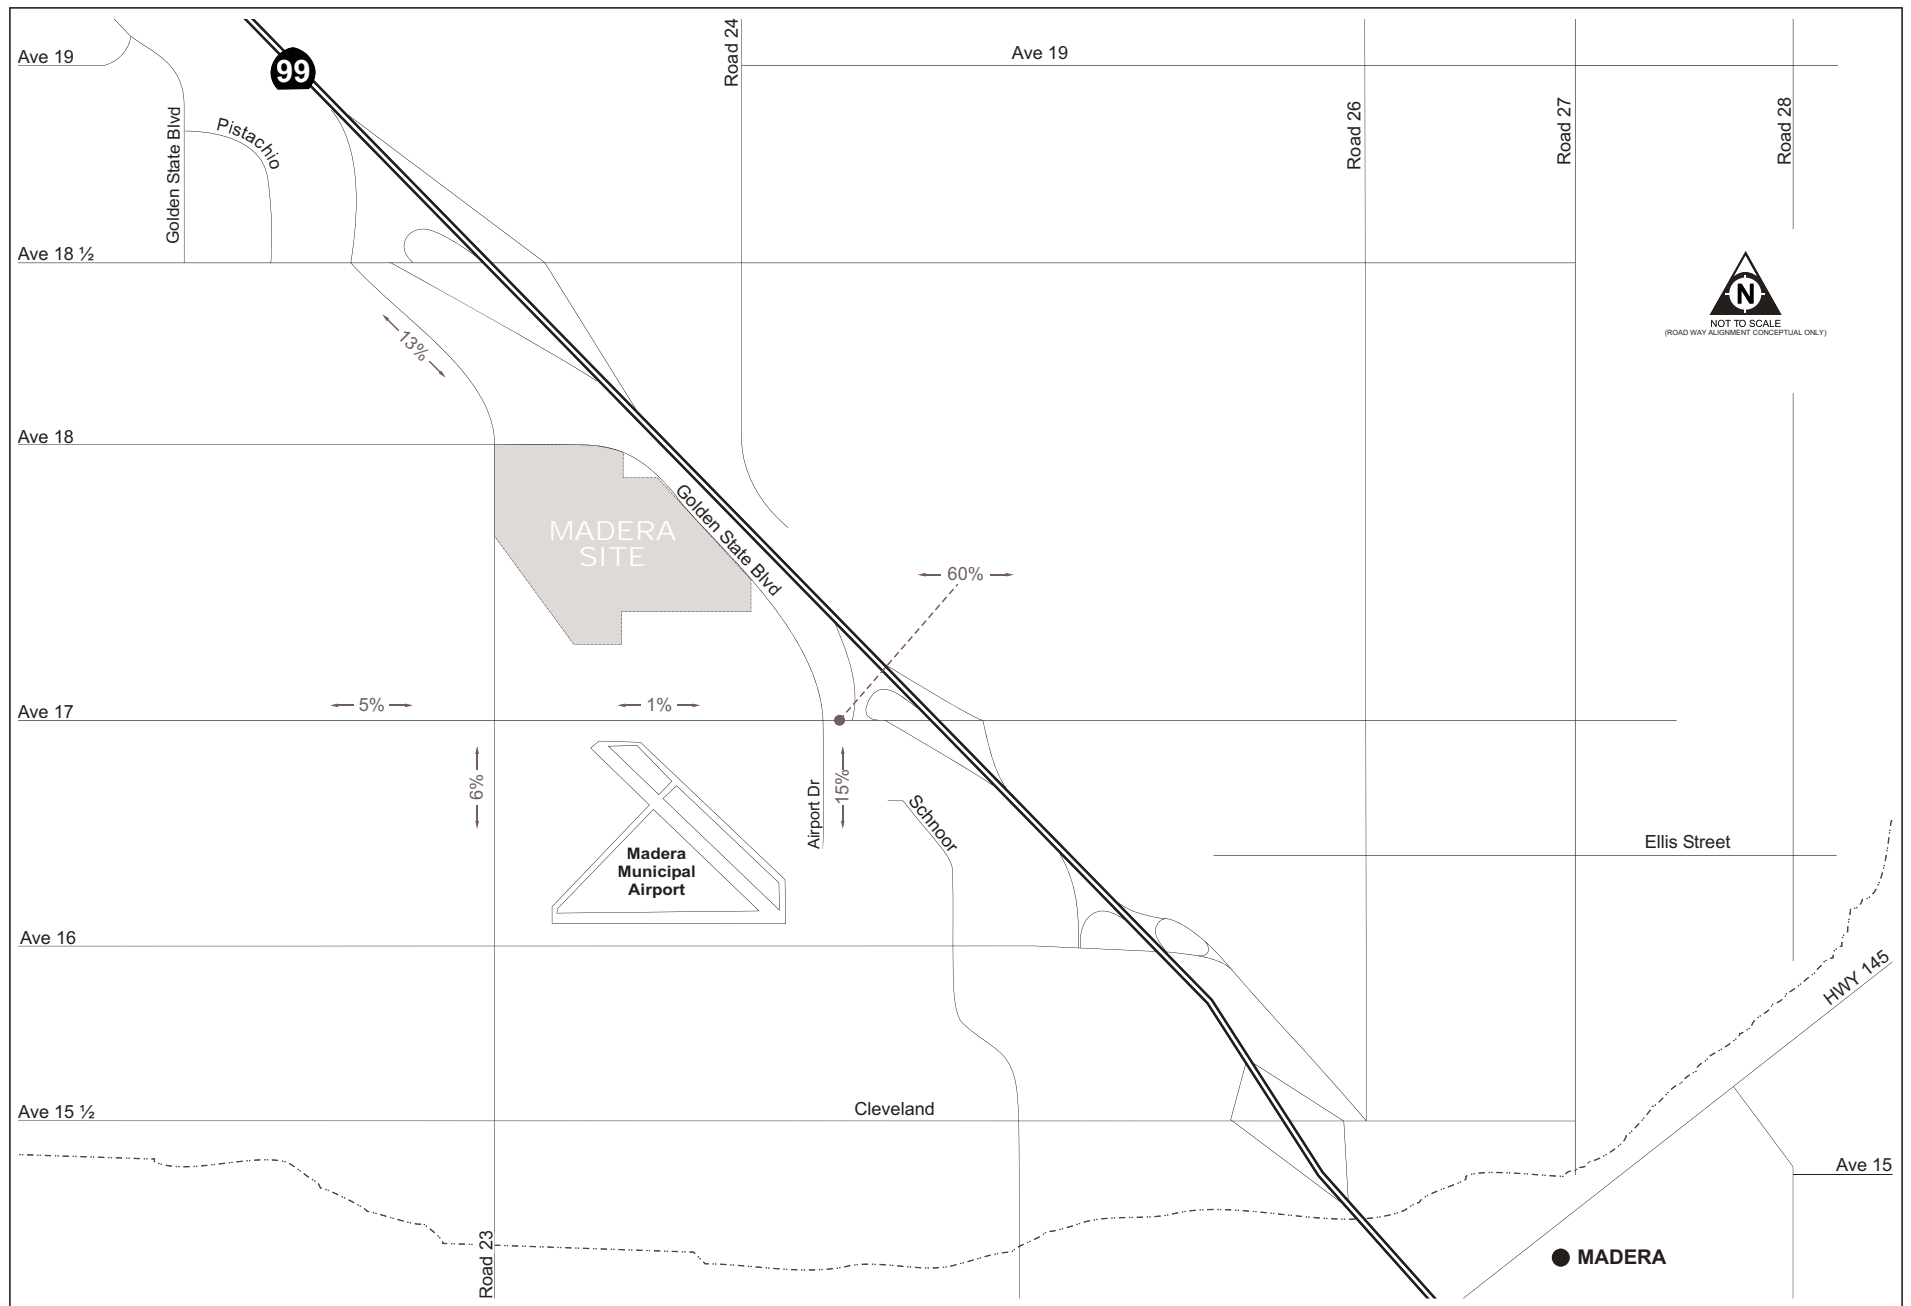 Ave 19
99
Road 24
Ave 19
Road 26
Road 27
Road 28
Golden State Blvd
Pistachio
Ave 18 ½
N
NOT TO SCALE
(ROAD WAY ALIGNMENT CONCEPTUAL ONLY)
13%
Ave 18
MADERA
SITE
Golden State Blvd
60%
5%
1%
Ave 17
6%
Airport Dr
15%
Schnoor
Ellis Street
Madera
Municipal
Airport
Ave 16
HWY 145
Ave 15 ½
Cleveland
Ave 15
Road 23
MADERA